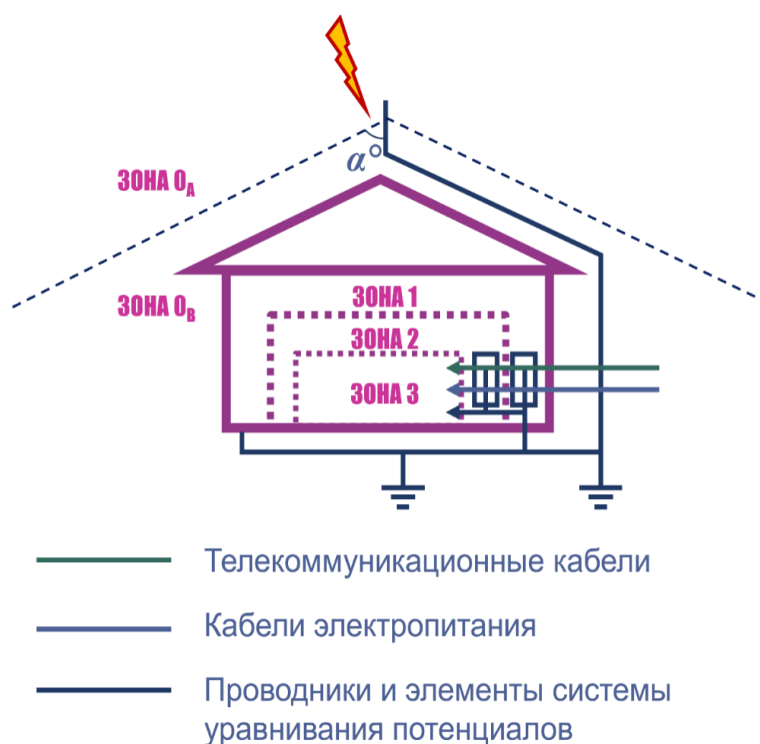 α°
ЗОНА 0A
ЗОНА 0B
ЗОНА 1
ЗОНА 2
ЗОНА 3
Телекоммуникационные кабели
Кабели электропитания
Проводники и элементы системы
уравнивания потенциалов